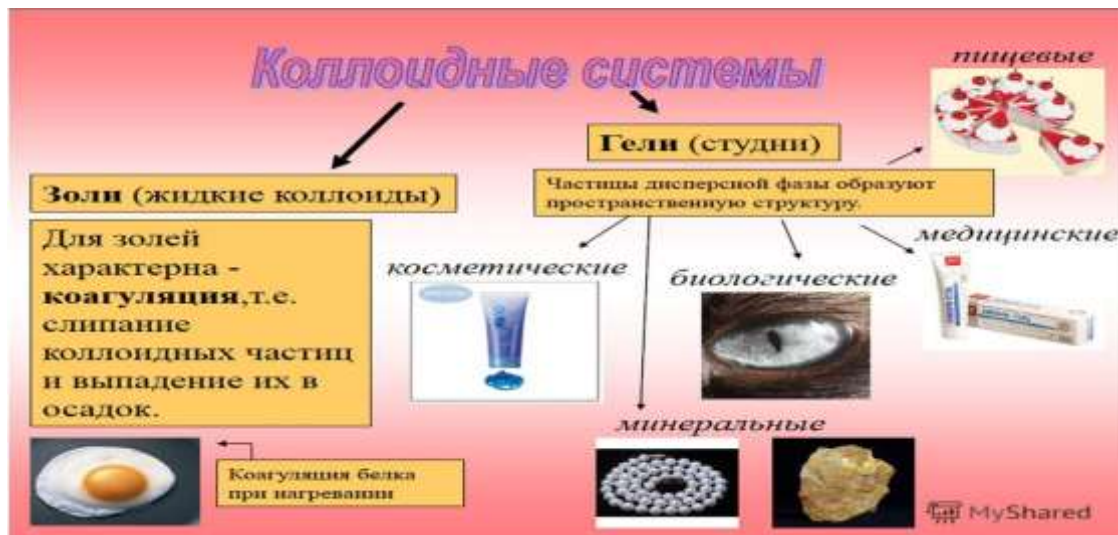 Коллоидные системы
пищевые
Гели (студни)
Золи (жидкие коллоиды)
Частицы дисперсной фазы образуют
пространственную структуру.
Для золей
характерна -
коагуляция,т.е.
слипание
коллоидных частиц
и выпадение их в
осадок.
косметические
биологические
медицинские
минеральные
Коагуляция белка
при нагревании
MyShared